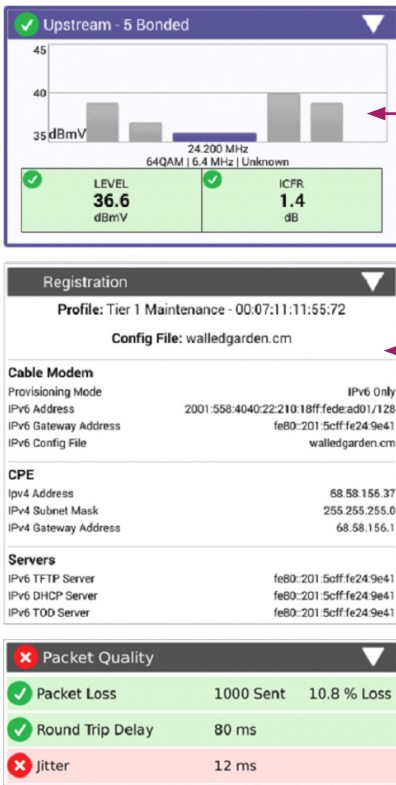 Upstream - 5 Bonded
45
40
35 dBmV
24.200 MHz
64QAM | 6.4 MHz | Unknown
LEVEL ICFR
36.6 1.4
dBmV dB
Registration
Profile: Tier 1 Maintenance - 00:07:11:11:55:72
Config File: walledgarden.cm
Cable Modem
Provisioning Mode IPv6 Only
IPv6 Address 2001:558:4040:22:210:18ff:fede:ad01/128
IPv6 Gateway Address fe80::201:5cff:fe24:9e41
IPv6 Config File walledgarden.cm
CPE
Ipv4 Address 68.58.156.37
IPv4 Subnet Mask 255.255.255.0
IPv4 Gateway Address 68.58.156.1
Servers
IPv6 TFTP Server fe80::201:5cff:fe24:9e41
IPv6 DHCP Server fe80::201:5cff:fe24:9e41
IPv6 TOD Server fe80::201:5cff:fe24:9e41
Packet Quality
Packet Loss 1000 Sent 10.8 % Loss
Round Trip Delay 80 ms
Jitter 12 ms